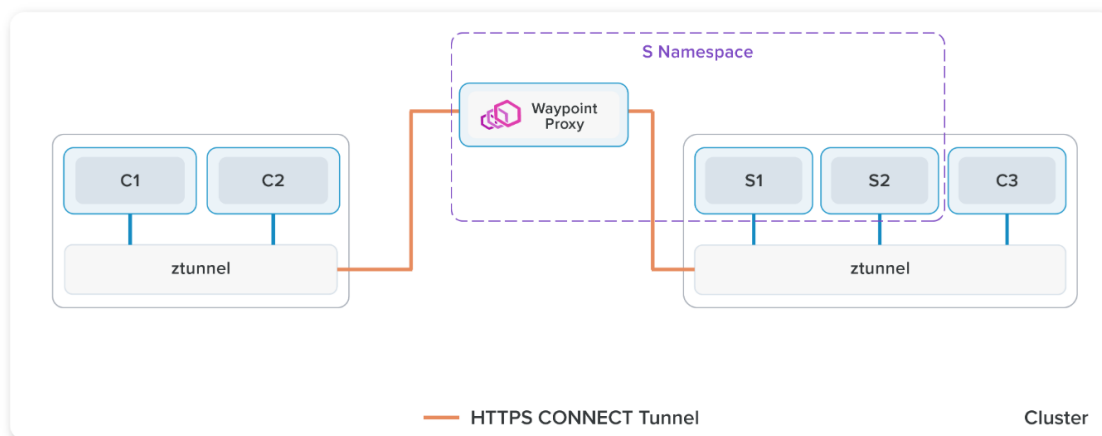 S Namespace
Waypoint
Proxy
C1
C2
S1
S2
C3
ztunnel
ztunnel
HTTPS CONNECT Tunnel
Cluster